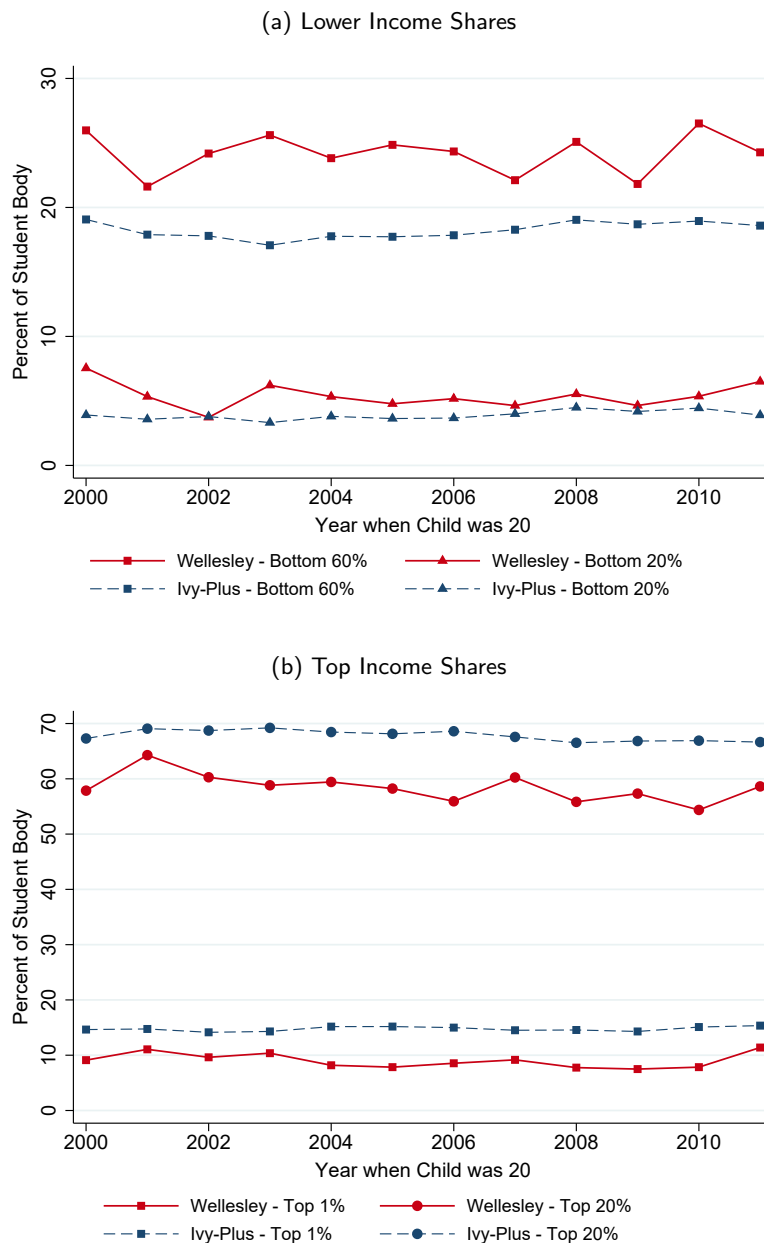 (a) Lower Income Shares
30
20
10
0
Percent of Student Body
2000 2002 2004 2006 2008 2010
Year when Child was 20
Wellesley - Bottom 60% Wellesley - Bottom 20%
Ivy-Plus - Bottom 60% Ivy-Plus - Bottom 20%
(b) Top Income Shares
70
60
50
40
30
20
10
0
Percent of Student Body
2000 2002 2004 2006 2008 2010
Year when Child was 20
Wellesley - Top 1% Wellesley - Top 20%
Ivy-Plus - Top 1% Ivy-Plus - Top 20%